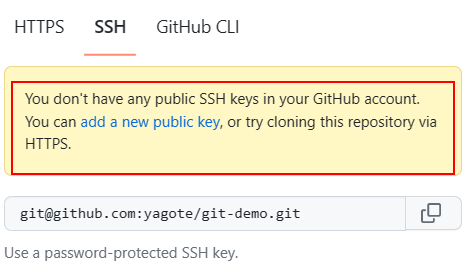 HTTPS SSH GitHub CLI
You don't have any public SSH keys in your GitHub account.
You can add a new public key, or try cloning this repository via
HTTPS.
git@github.com:yagote/git-demo.git
Use a password-protected SSH key.